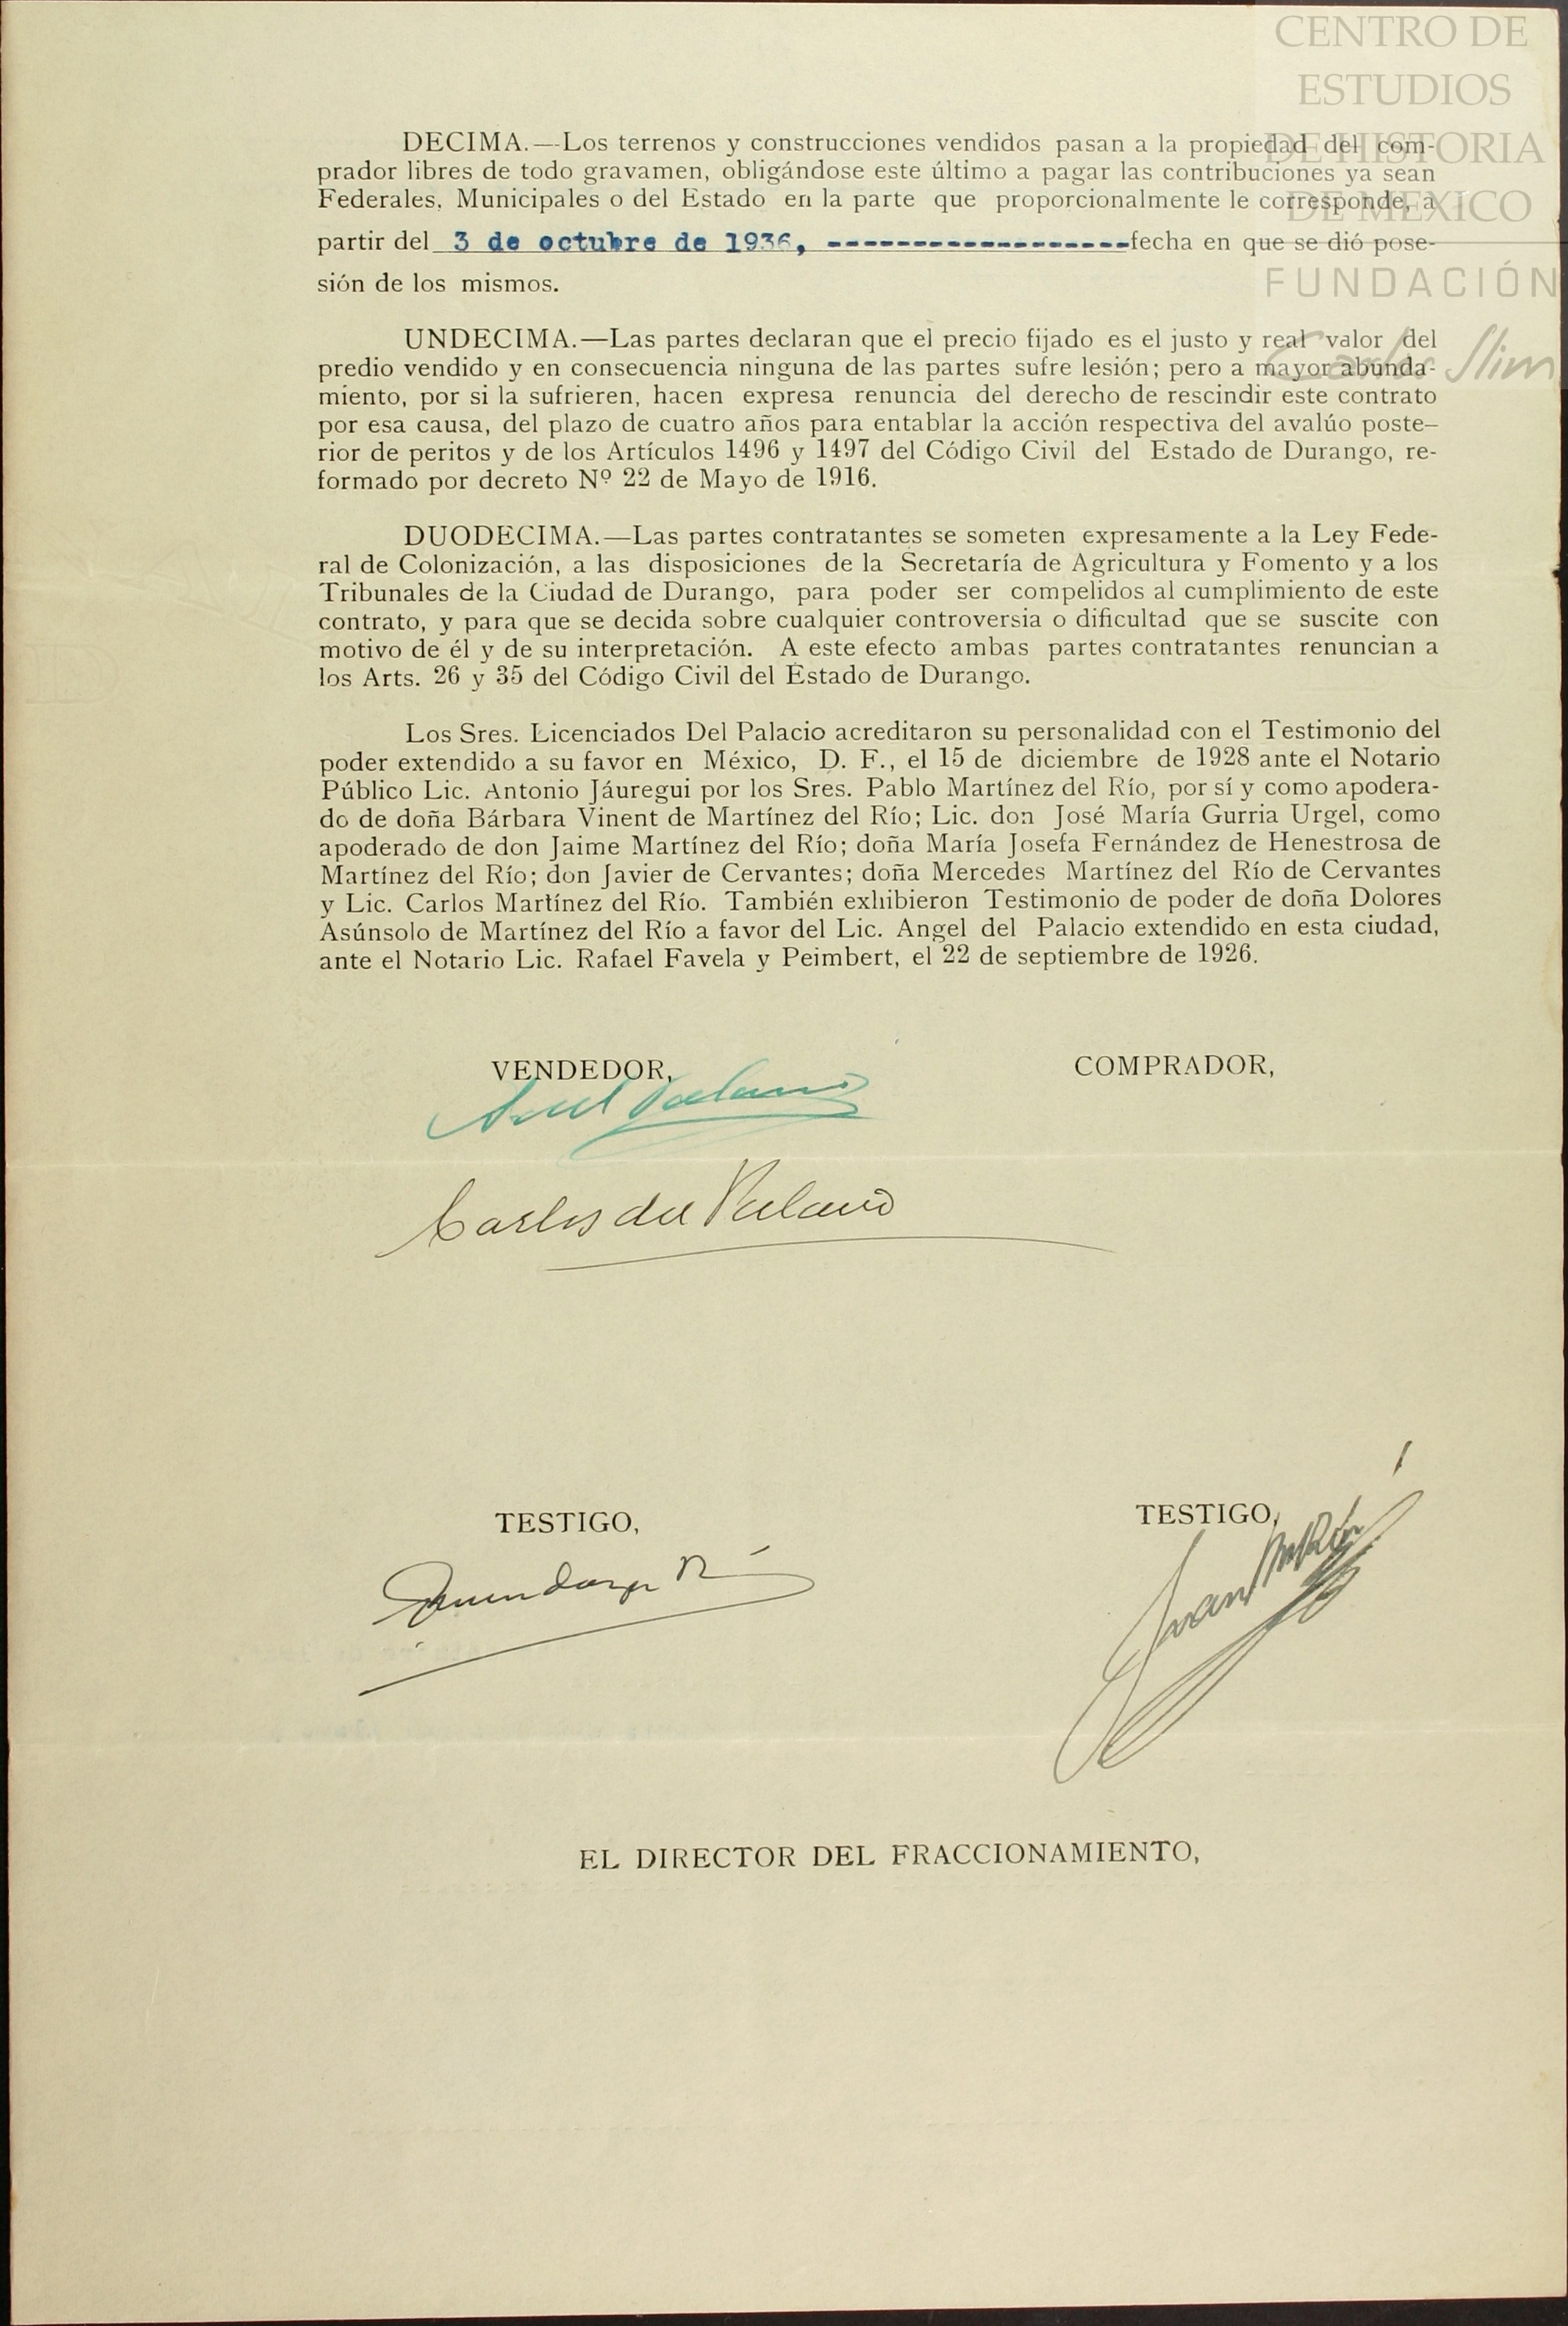 CENTRO DE
ESTUDIOS
DE HISTORIA
DE MEXICO
FUNDACIÓN
Carlos Slim
DECIMA.—Los terrenos y construcciones vendidos pasan a la propiedad del com-
prador libres de todo gravamen, obligándose este último a pagar las contribuciones ya sean
Federales, Municipales o del Estado en la parte que proporcionalmente le corresponde, a
partir del 3 de octubre de 1936, ------------------fecha en que se dió pose-
sión de los mismos.
UNDECIMA.—Las partes declaran que el precio fijado es el justo y real valor del
predio vendido y en consecuencia ninguna de las partes sufre lesión; pero a mayor abunda-
miento, por si la sufrieren, hacen expresa renuncia del derecho de rescindir este contrato
por esa causa, del plazo de cuatro años para entablar la acción respectiva del avalúo poste-
rior de peritos y de los Artículos 1496 y 1497 del Código Civil del Estado de Durango, re-
formado por decreto Nº 22 de Mayo de 1916.
DUODECIMA.—Las partes contratantes se someten expresamente a la Ley Fede-
ral de Colonización, a las disposiciones de la Secretaría de Agricultura y Fomento y a los
Tribunales de la Ciudad de Durango, para poder ser compelidos al cumplimiento de este
contrato, y para que se decida sobre cualquier controversia o dificultad que se suscite con
motivo de él y de su interpretación. A este efecto ambas partes contratantes renuncian a
los Arts. 26 y 35 del Código Civil del Estado de Durango.
Los Sres. Licenciados Del Palacio acreditaron su personalidad con el Testimonio del
poder extendido a su favor en México, D. F., el 15 de diciembre de 1928 ante el Notario
Público Lic. Antonio Jáuregui por los Sres. Pablo Martínez del Río, por sí y como apodera-
do de doña Bárbara Vinent de Martínez del Río; Lic. don José María Gurria Urgel, como
apoderado de don Jaime Martínez del Río; doña María Josefa Fernández de Henestrosa de
Martínez del Río; don Javier de Cervantes; doña Mercedes Martínez del Río de Cervantes
y Lic. Carlos Martínez del Río. También exhibieron Testimonio de poder de doña Dolores
Asúnsolo de Martínez del Río a favor del Lic. Angel del Palacio extendido en esta ciudad,
ante el Notario Lic. Rafael Favela y Peimbert, el 22 de septiembre de 1926.
VENDEDOR,
COMPRADOR,
Carlos del Palacio
TESTIGO,
TESTIGO,
Juan
EL DIRECTOR DEL FRACCIONAMIENTO,